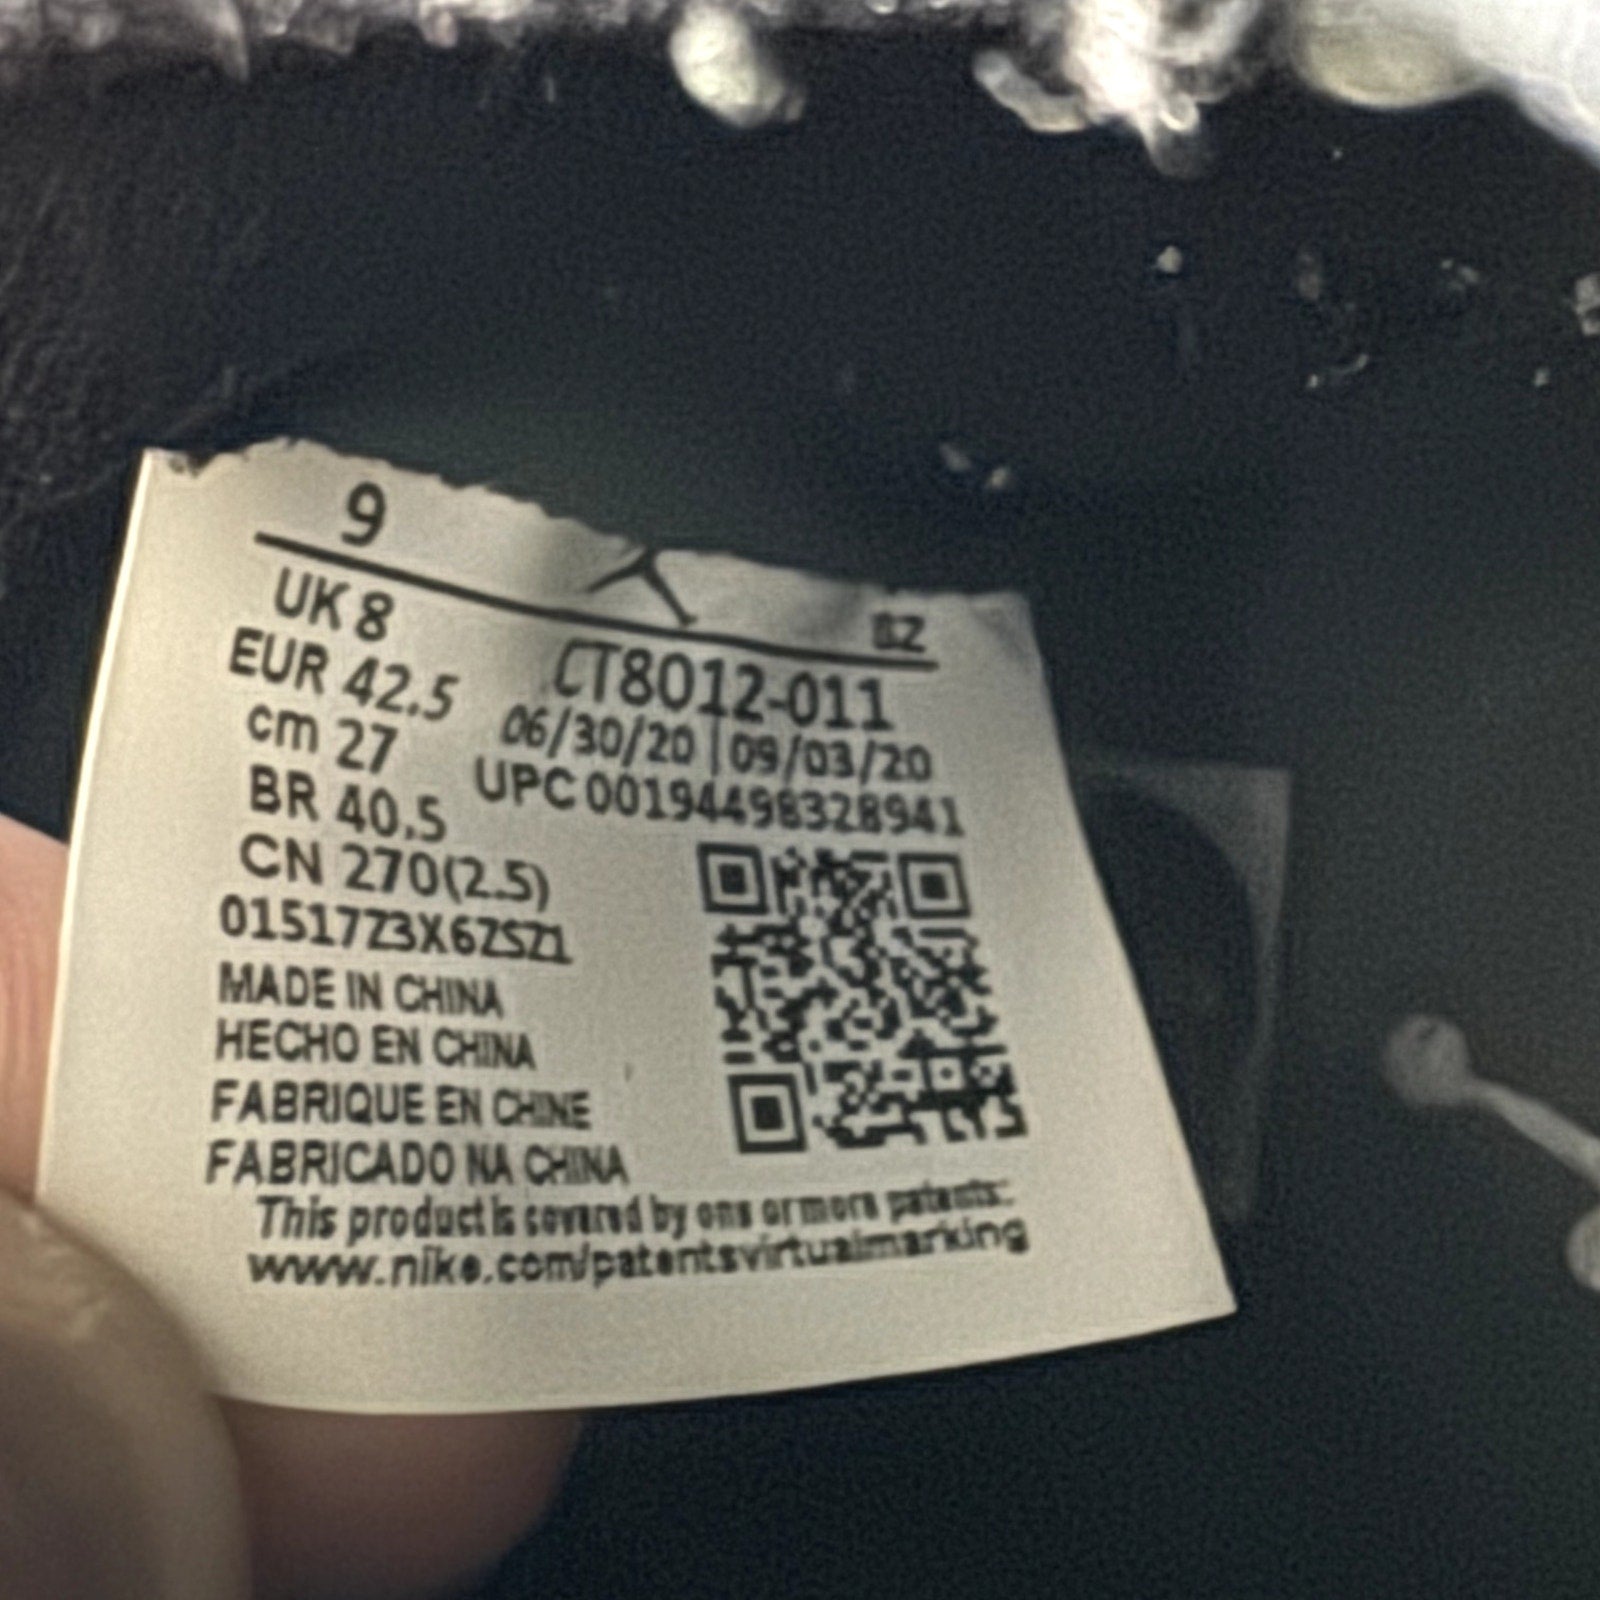 9
BZ
UK 8
EUR 42.5
CT8012-011
cm 27
06/30/20 | 09/03/20
BR 40.5
UPC 00194498328941
CN 270(2.5)
015177Z3X6ZSZ1
MADE IN CHINA
HECHO EN CHINA
FABRIQUE EN CHINE
FABRICADO NA CHINA
This product is covered by one or more patents:
www.nike.com/patentsvirtualmarking